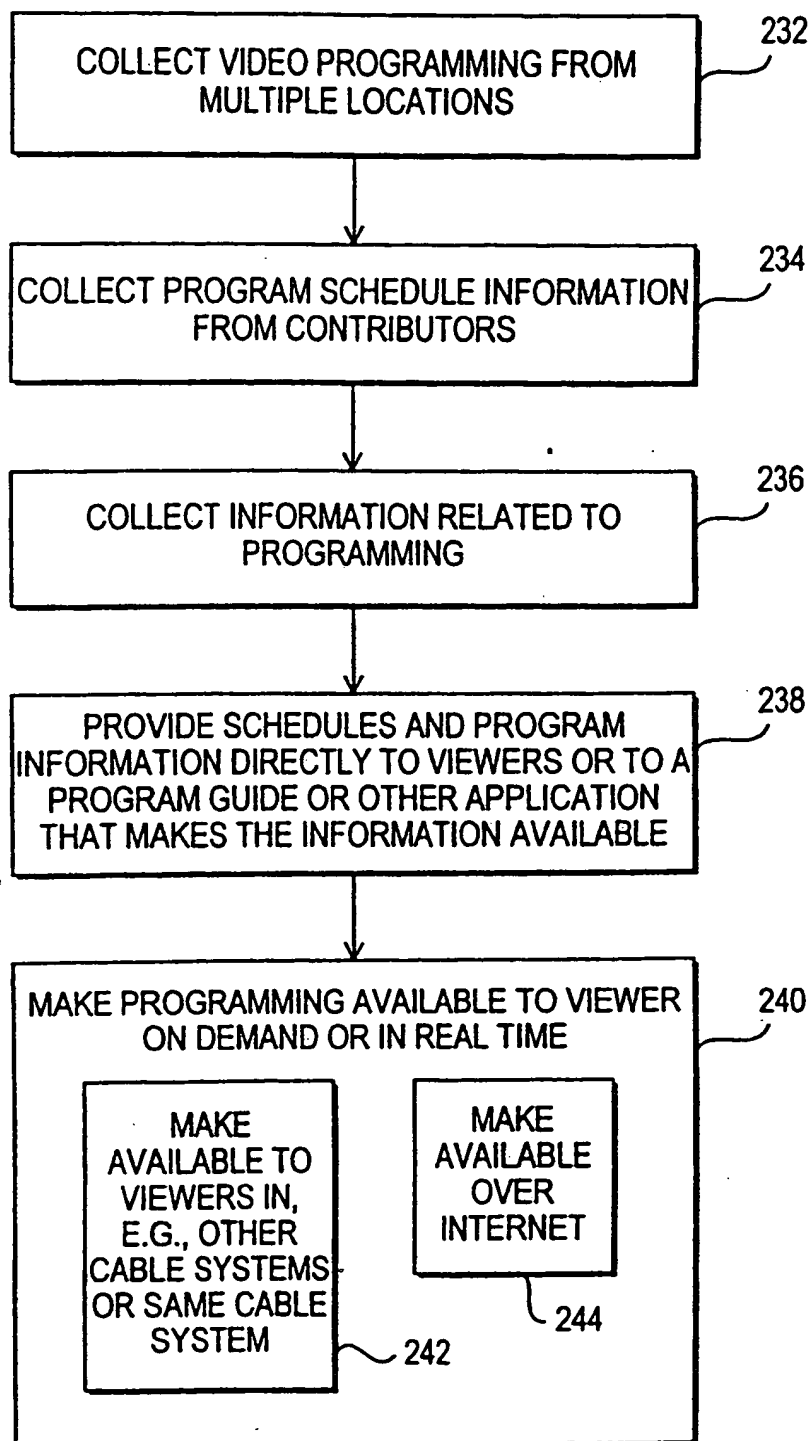 COLLECT VIDEO PROGRAMMING FROM
MULTIPLE LOCATIONS
232
COLLECT PROGRAM SCHEDULE INFORMATION
FROM CONTRIBUTORS
234
COLLECT INFORMATION RELATED TO
PROGRAMMING
236
PROVIDE SCHEDULES AND PROGRAM
INFORMATION DIRECTLY TO VIEWERS OR TO A
PROGRAM GUIDE OR OTHER APPLICATION
THAT MAKES THE INFORMATION AVAILABLE
238
MAKE PROGRAMMING AVAILABLE TO VIEWER
ON DEMAND OR IN REAL TIME
240
MAKE
AVAILABLE TO
VIEWERS IN,
E.G., OTHER
CABLE SYSTEMS
OR SAME CABLE
SYSTEM
242
MAKE
AVAILABLE
OVER
INTERNET
244